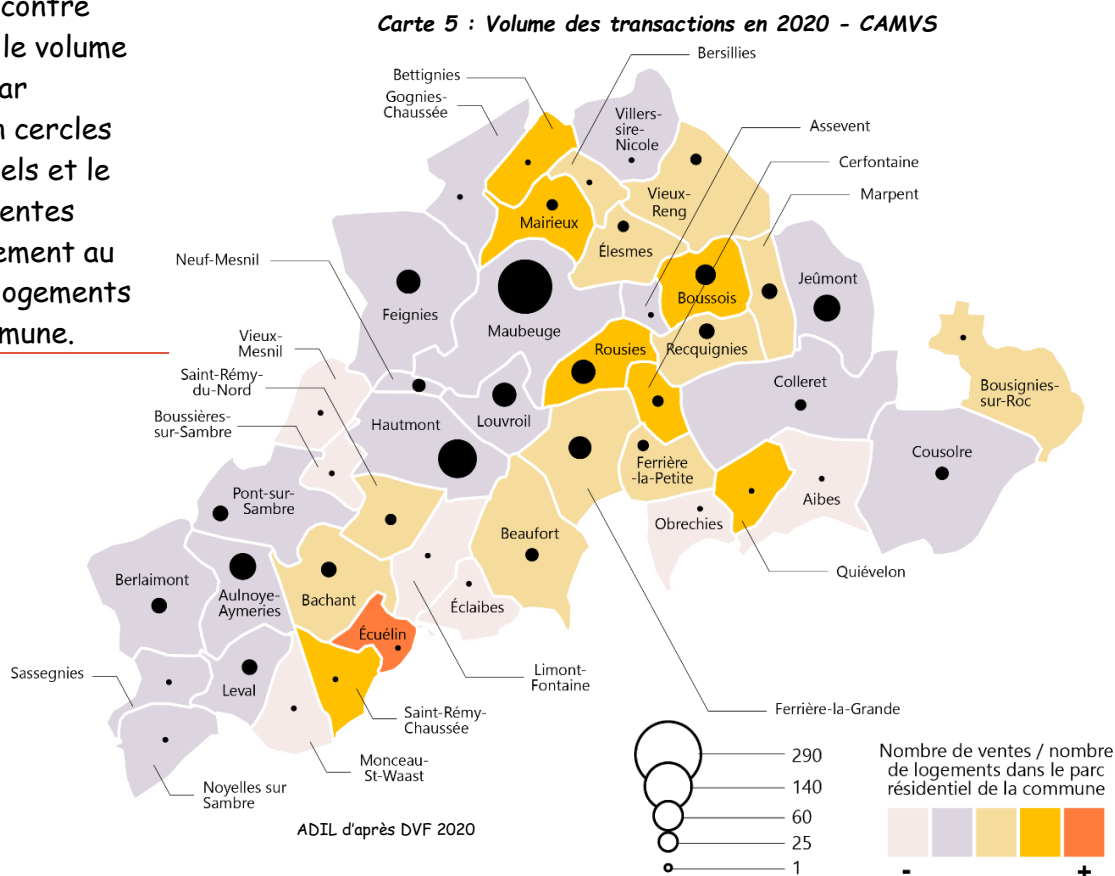 contre
le volume
ar
n cercles
els et le
entes
ement au
ogements
mune.
Carte 5 : Volume des transactions en 2020 - CAMVS
Bersillies
Bettignies
Gognies-
Chaussée
Villers-
sire-
Nicole
Assevent
Cerfontaine
Marpent
Vieux-
Reng
Mairieux
Élesmes
Neuf-Mesnil
Feignies
Maubeuge
Boussois
Jeûmont
Vieux-
Mesnil
Rousies
Recquignies
Saint-Rémy-
du-Nord
Colleret
Bousignies-
sur-Roc
Boussières-
sur-Sambre
Hautmont
Louvroil
Cousolre
Ferrière
-la-Petite
Pont-sur-
Sambre
Aibes
Obrechies
Beaufort
Quiévelon
Berlaimont
Aulnoye-
Aymeries
Bachant
Éclaibes
Écuélin
Sassegnies
Leval
Limont-
Fontaine
Saint-Rémy-
Chaussée
Ferrière-la-Grande
Monceau-
St-Waast
Noyelles sur
Sambre
ADIL d'après DVF 2020
290
140
60
25
1
Nombre de ventes / nombre
de logements dans le parc
résidentiel de la commune
- +